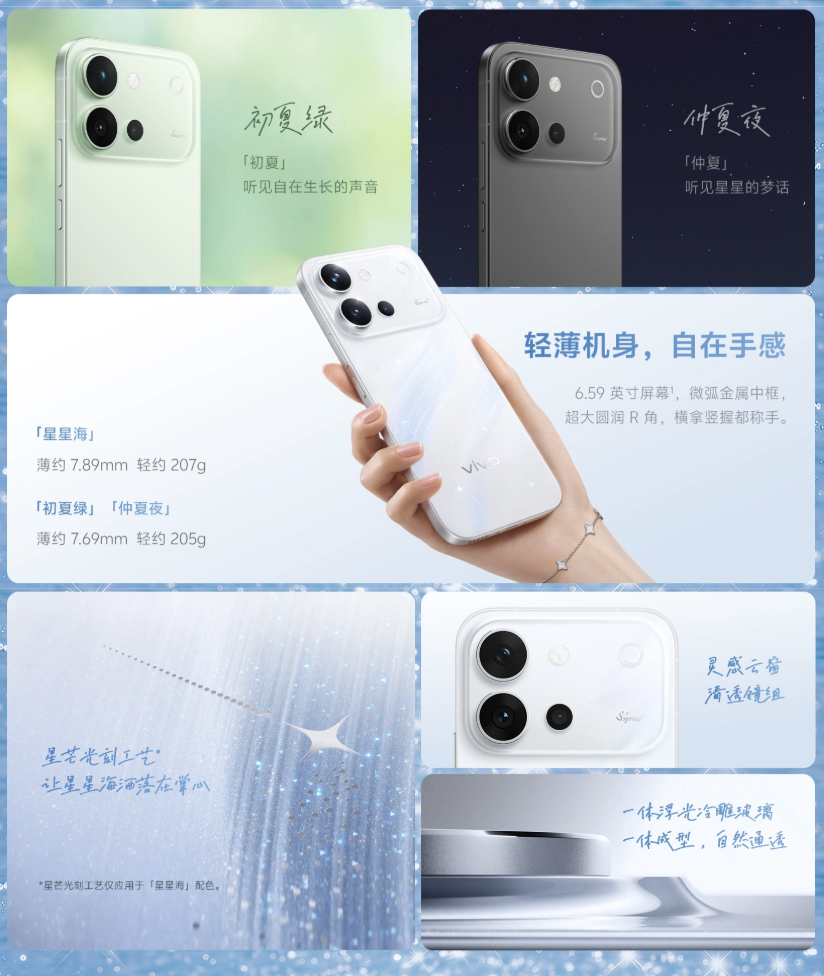 初夏绿
「初夏」
听见自在生长的声音
仲夏夜
「仲夏」
听见星星的梦话
轻薄机身，自在手感
6.59 英寸屏幕¹，微弧金属中框，
超大圆润 R 角，横拿竖握都称手。
「星星海」
薄约 7.89mm 轻约 207g
「初夏绿」「仲夏夜」
薄约 7.69mm 轻约 205g
vivo
星芒光刻工艺*
让星星海洒落在掌心
*星芒光刻工艺仅应用于「星星海」配色。
灵感云窗
清透镜组
一体浮光冷雕玻璃
一体成型，自然通透